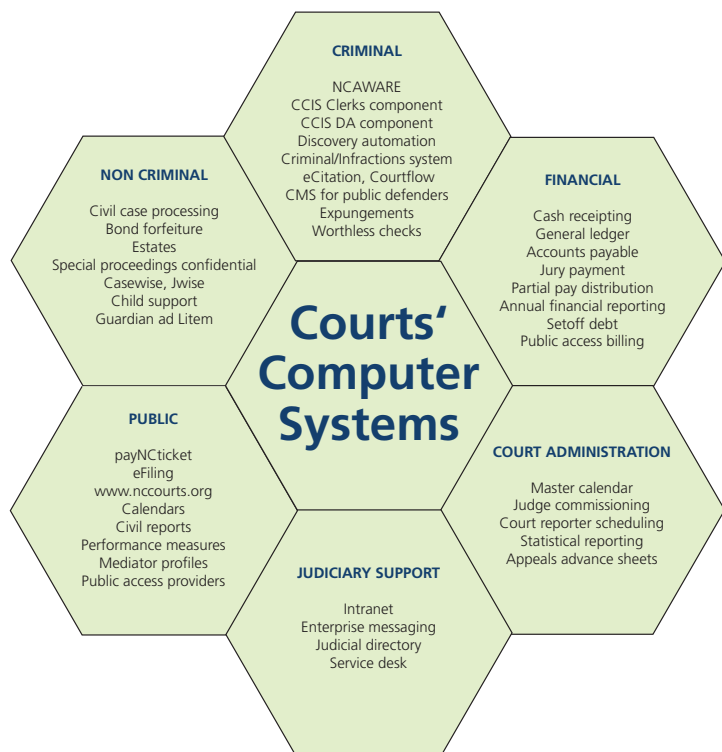 CRIMINAL
NCAWARE
CCIS Clerks component
CCIS DA component
Discovery automation
Criminal/Infractions system
eCitation, Courtflow
CMS for public defenders
Expungements
Worthless checks
NON CRIMINAL
Civil case processing
Bond forfeiture
Estates
Special proceedings confidential
Casewise, Jwise
Child support
Guardian ad Litem
FINANCIAL
Cash receipting
General ledger
Accounts payable
Jury payment
Partial pay distribution
Annual financial reporting
Setoff debt
Public access billing
Courts‘
Computer
Systems
PUBLIC
payNCticket
eFiling
www.nccourts.org
Calendars
Civil reports
Performance measures
Mediator profiles
Public access providers
COURT ADMINISTRATION
Master calendar
Judge commissioning
Court reporter scheduling
Statistical reporting
Appeals advance sheets
JUDICIARY SUPPORT
Intranet
Enterprise messaging
Judicial directory
Service desk